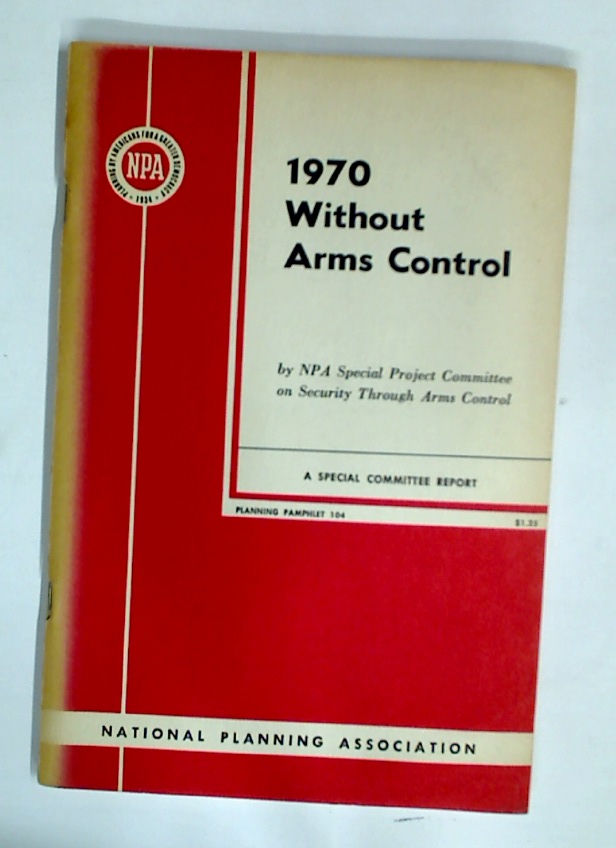 PLANNING BY AMERICANS FOR A GREATER DEMOCRACY
NPA
• 1934 •
1970
Without
Arms Control
by NPA Special Project Committee
on Security Through Arms Control
A SPECIAL COMMITTEE REPORT
PLANNING PAMPHLET 104
$1.25
NATIONAL PLANNING ASSOCIATION